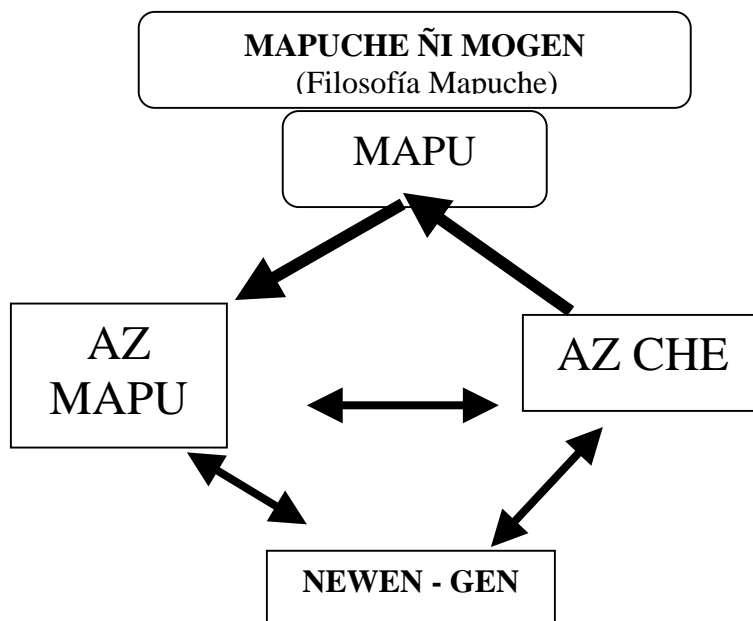 MAPUCHE ÑI MOGEN
(Filosofía Mapuche)
MAPU
AZ
MAPU
AZ CHE
NEWEN - GEN